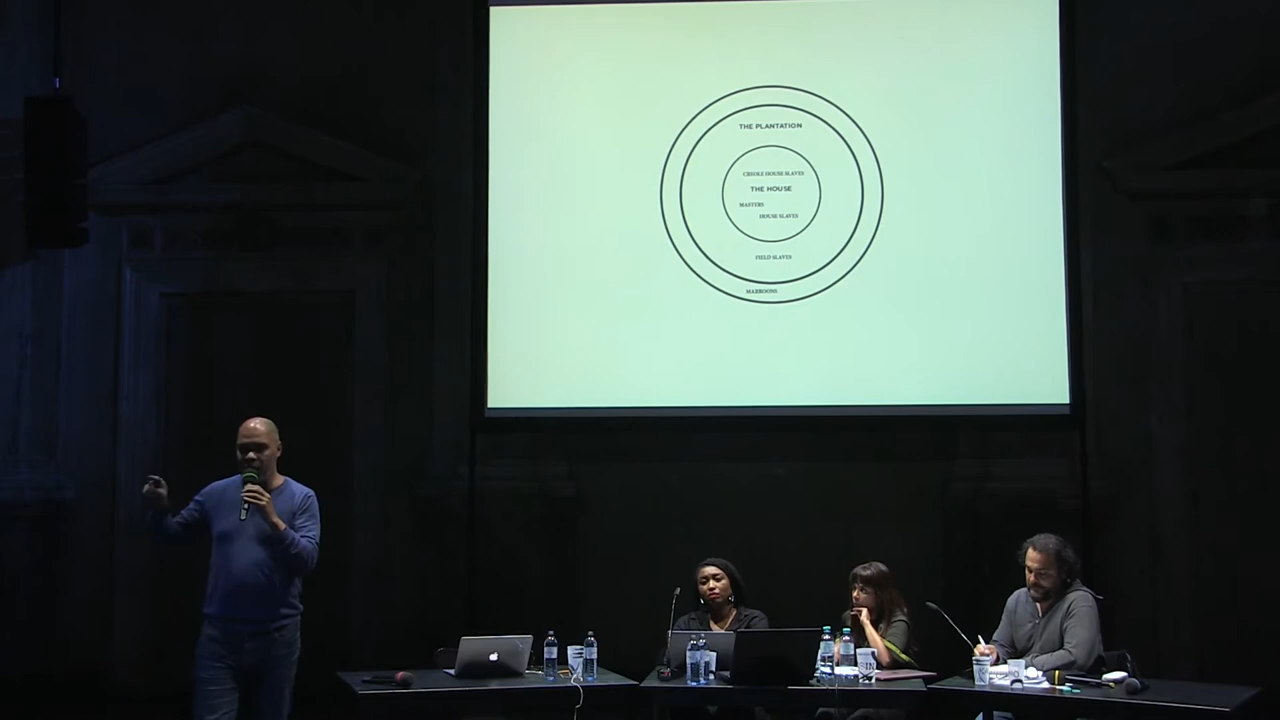 THE PLANTATION
CREOLE HOUSE SLAVES
THE HOUSE
MASTERS
HOUSE SLAVES
FIELD SLAVES
MARROONS